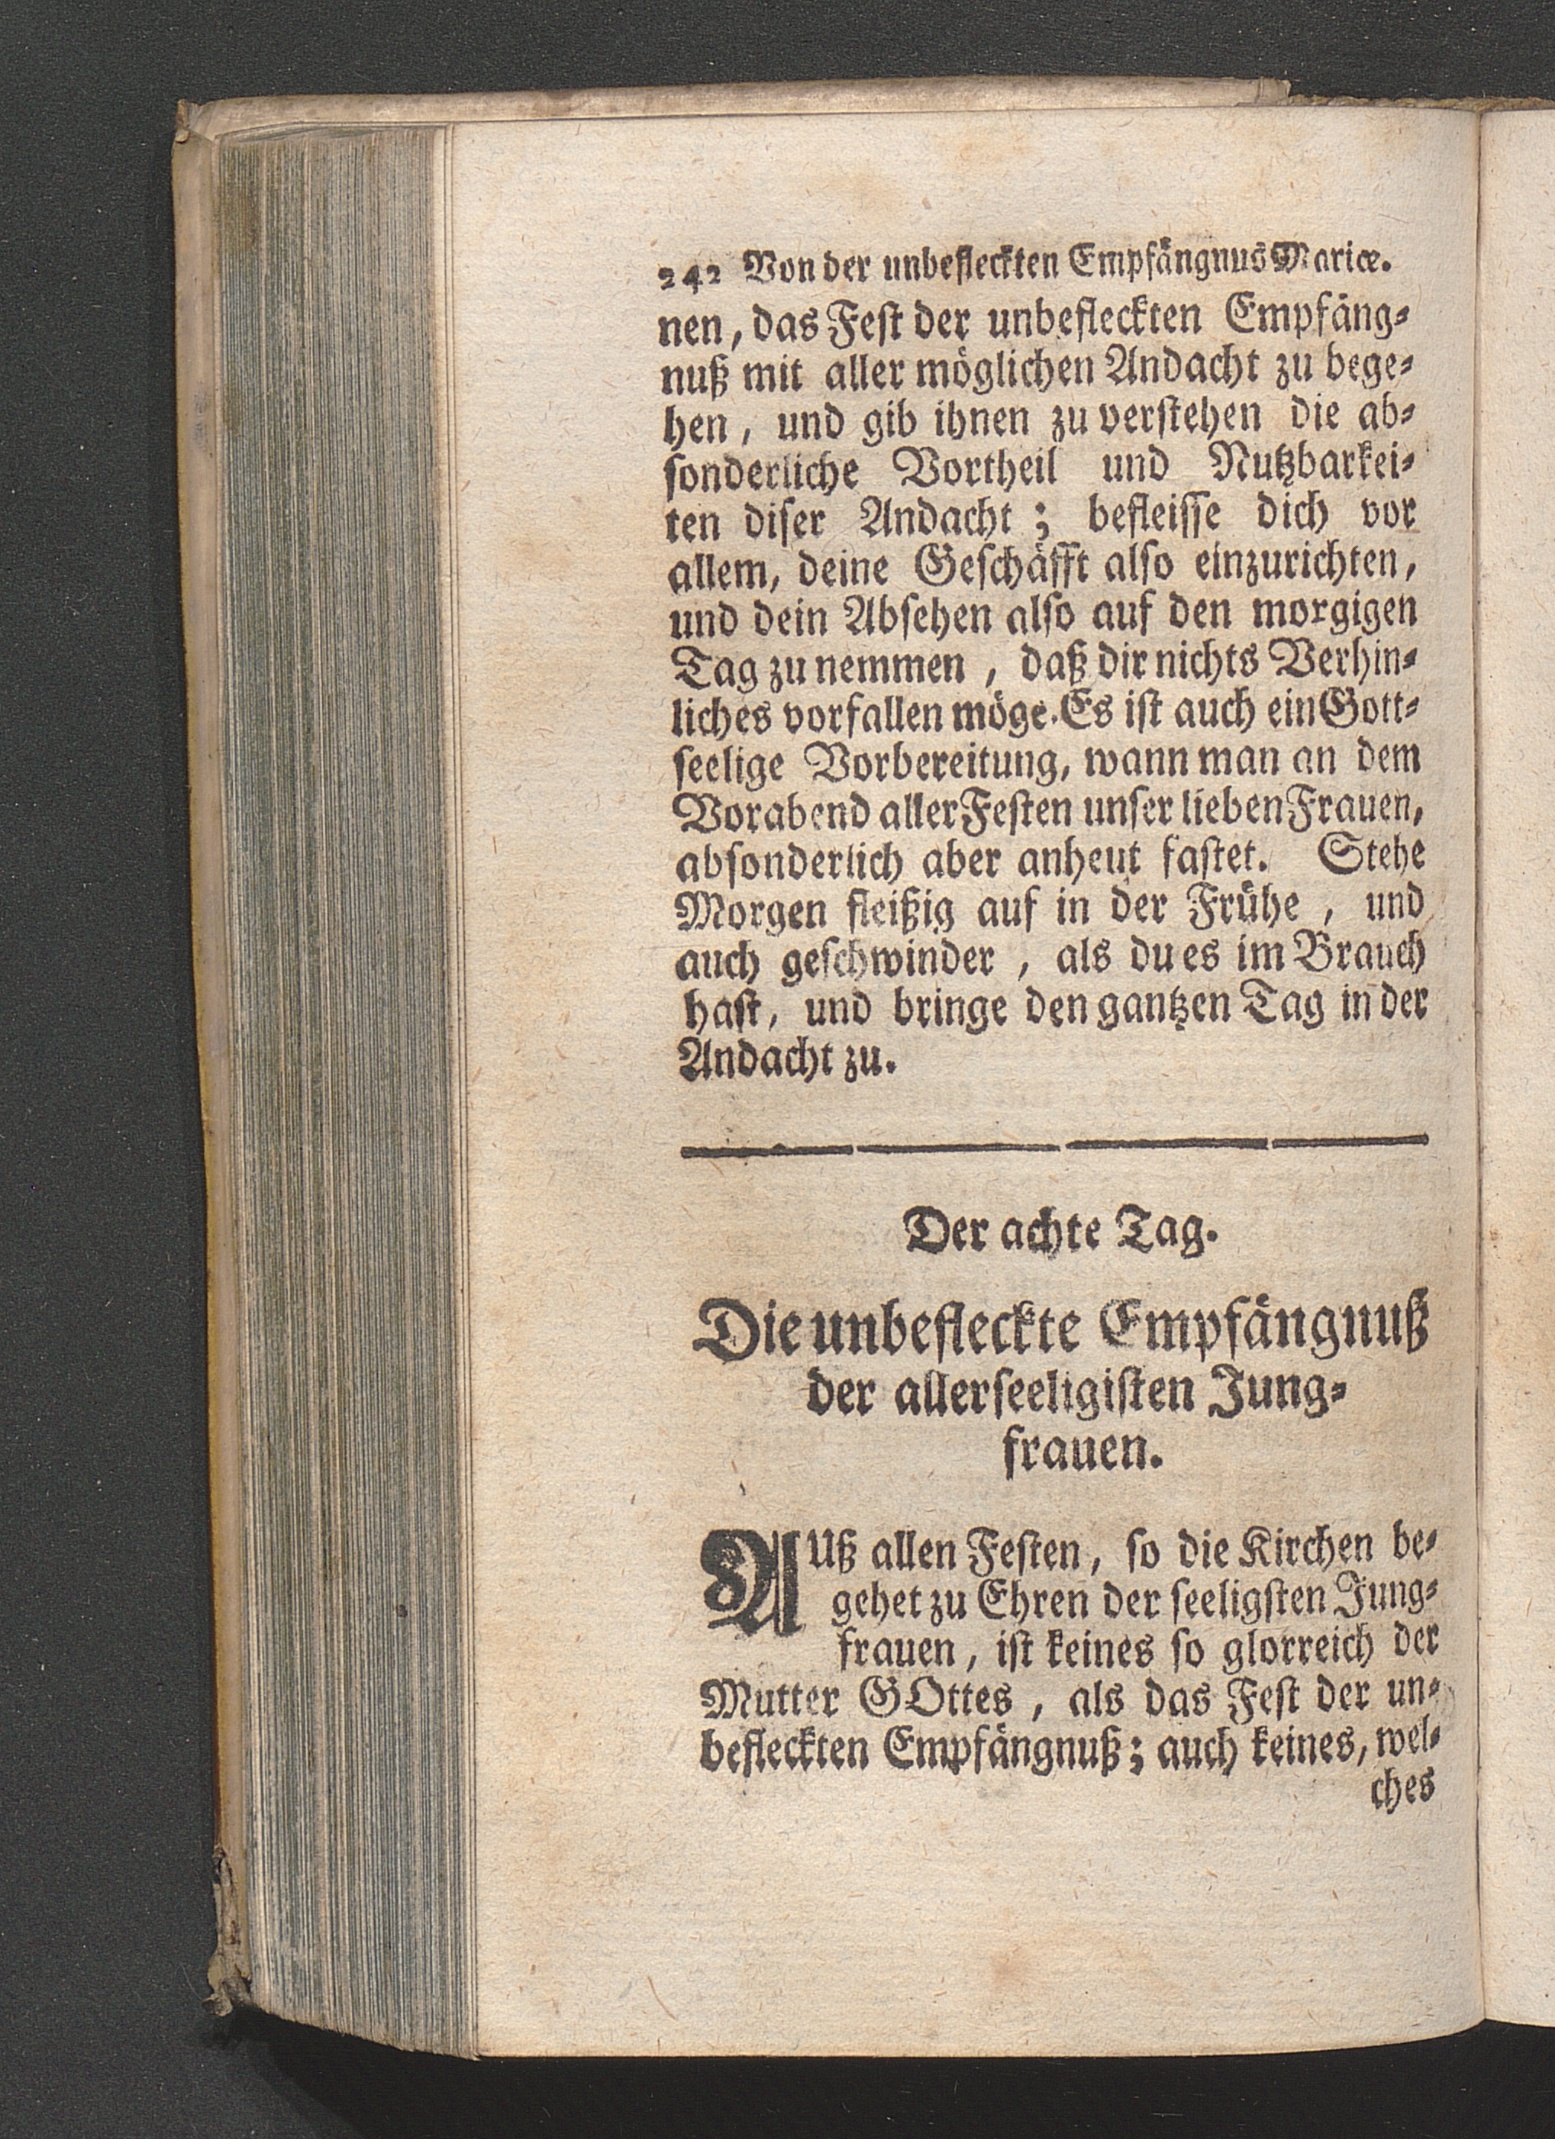 242 Von der unbefleckten Empfängnus Mariæ.
nen, das Fest der unbefleckten Empfäng-
nuß mit aller möglichen Andacht zu bege-
hen, und gib ihnen zu verstehen die ab-
sonderliche Vortheil und Nutzbarkei-
ten diser Andacht; befleisse dich vor
allem, deine Geschäfft also einzurichten,
und dein Absehen also auf den morgigen
Tag zu nemmen, daß dir nichts Verhin-
liches vorfallen möge. Es ist auch ein Gott-
seelige Vorbereitung, wann man an dem
Vorabend aller Festen unser lieben Frauen,
absonderlich aber anheut fastet. Stehe
Morgen fleißig auf in der Frühe, und
auch geschwinder, als du es im Brauch
hast, und bringe den gantzen Tag in der
Andacht zu.
Der achte Tag.
Die unbefleckte Empfängnuß
der allerseeligisten Jung-
frauen.
AUß allen Festen, so die Kirchen be-
gehet zu Ehren der seeligsten Jung-
frauen, ist keines so glorreich der
Mutter GOttes, als das Fest der un-
befleckten Empfängnuß; auch keines, wel-
ches